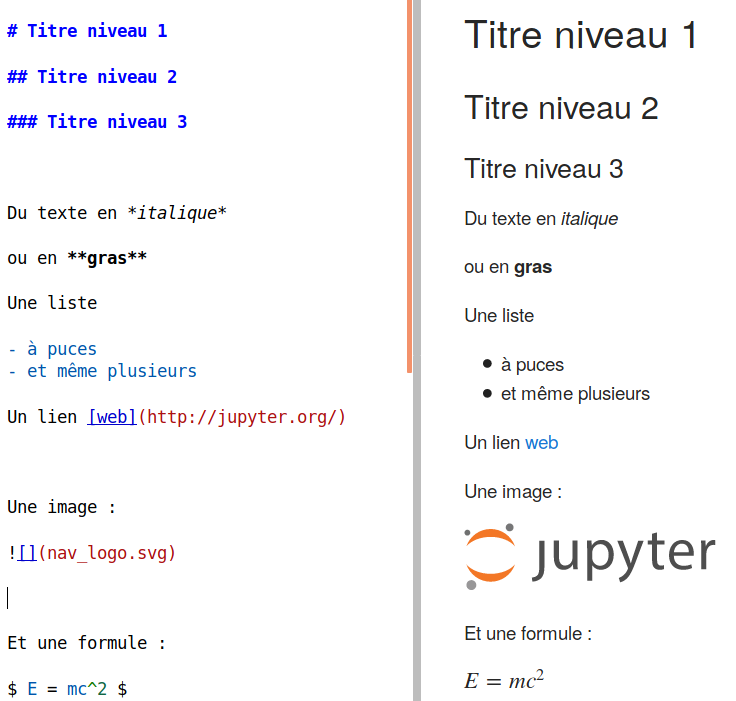 # Titre niveau 1
## Titre niveau 2
### Titre niveau 3
Du texte en *italique*
ou en **gras**
Une liste
- à puces
- et même plusieurs
Un lien [web](http://jupyter.org/)
Une image :
![](nav_logo.svg)
Et une formule :
$ E = mc^2 $
Titre niveau 1
Titre niveau 2
Titre niveau 3
Du texte en italique
ou en gras
Une liste
• à puces
• et même plusieurs
Un lien web
Une image :
jupyter
Et une formule :
E = mc²